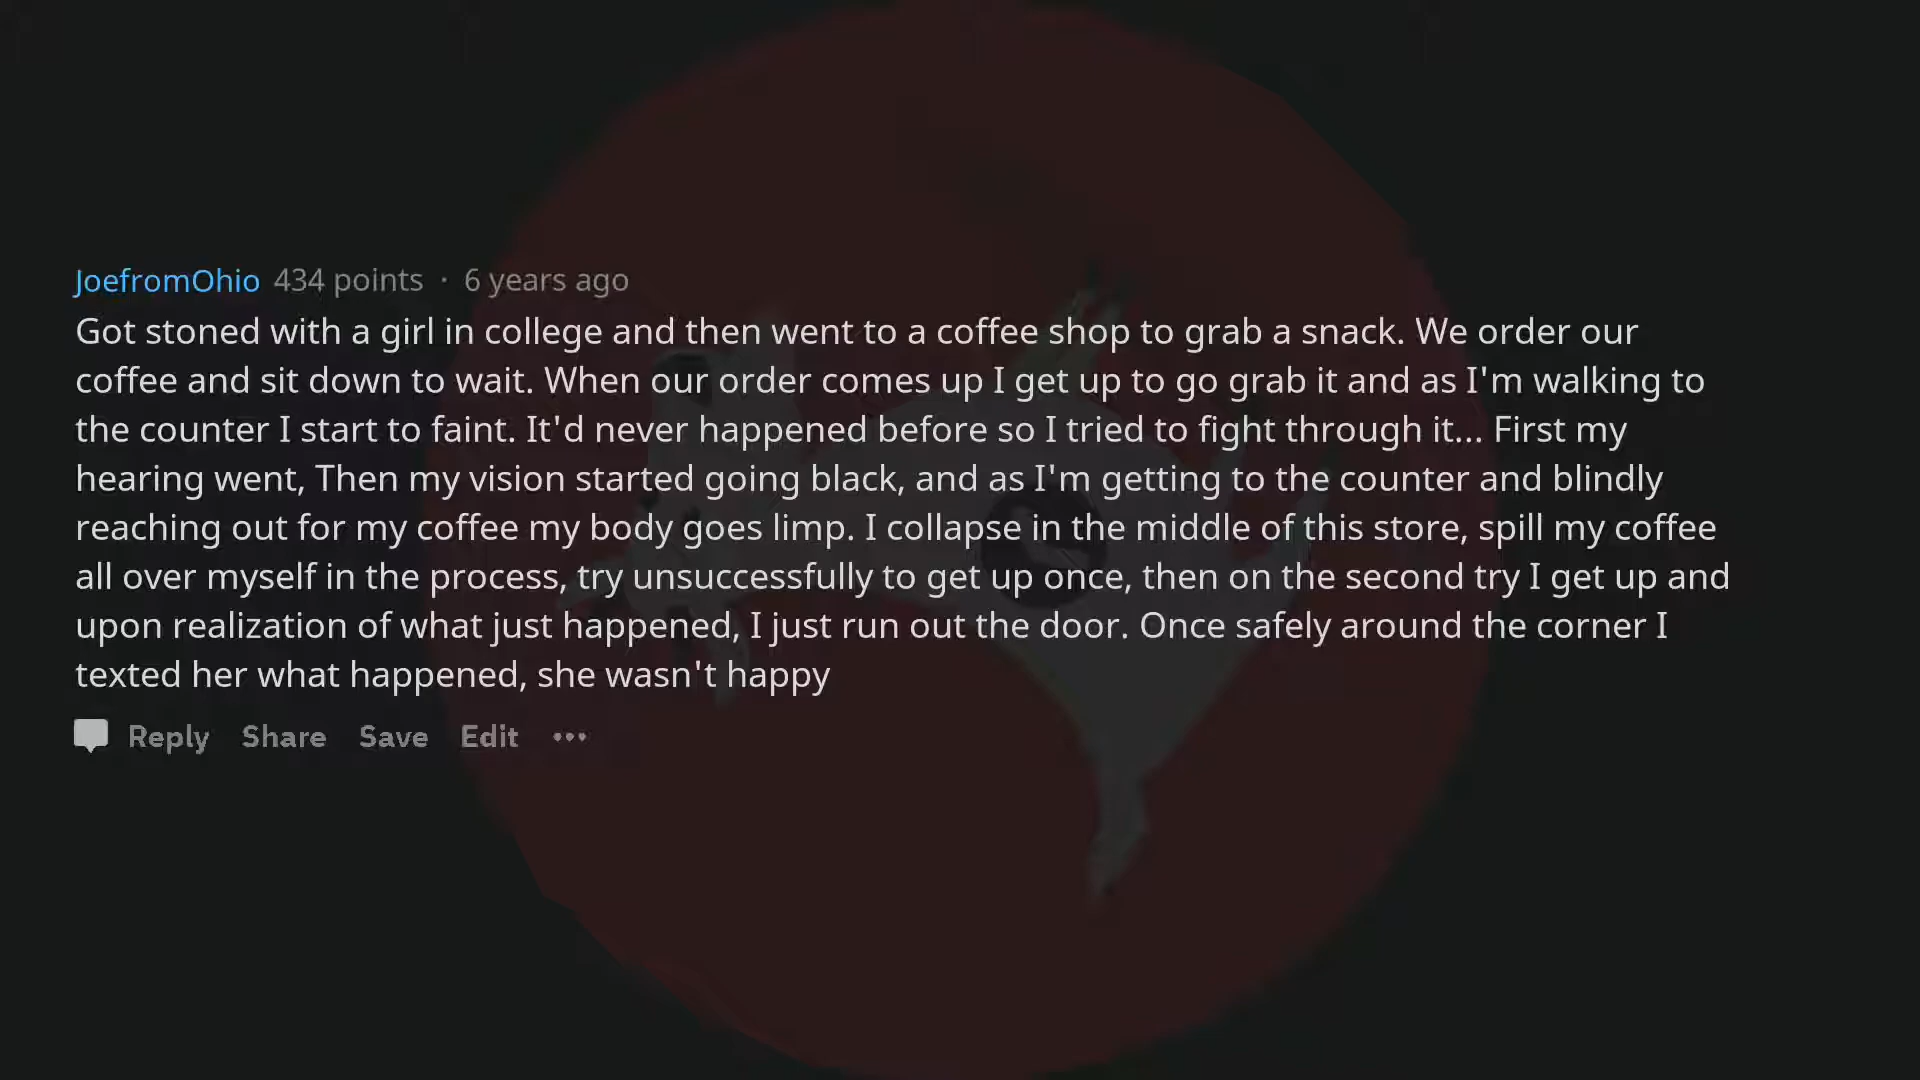 JoefromOhio 434 points · 6 years ago
Got stoned with a girl in college and then went to a coffee shop to grab a snack. We order our
coffee and sit down to wait. When our order comes up I get up to go grab it and as I'm walking to
the counter I start to faint. It'd never happened before so I tried to fight through it... First my
hearing went, Then my vision started going black, and as I'm getting to the counter and blindly
reaching out for my coffee my body goes limp. I collapse in the middle of this store, spill my coffee
all over myself in the process, try unsuccessfully to get up once, then on the second try I get up and
upon realization of what just happened, I just run out the door. Once safely around the corner I
texted her what happened, she wasn't happy
Reply Share Save Edit •••